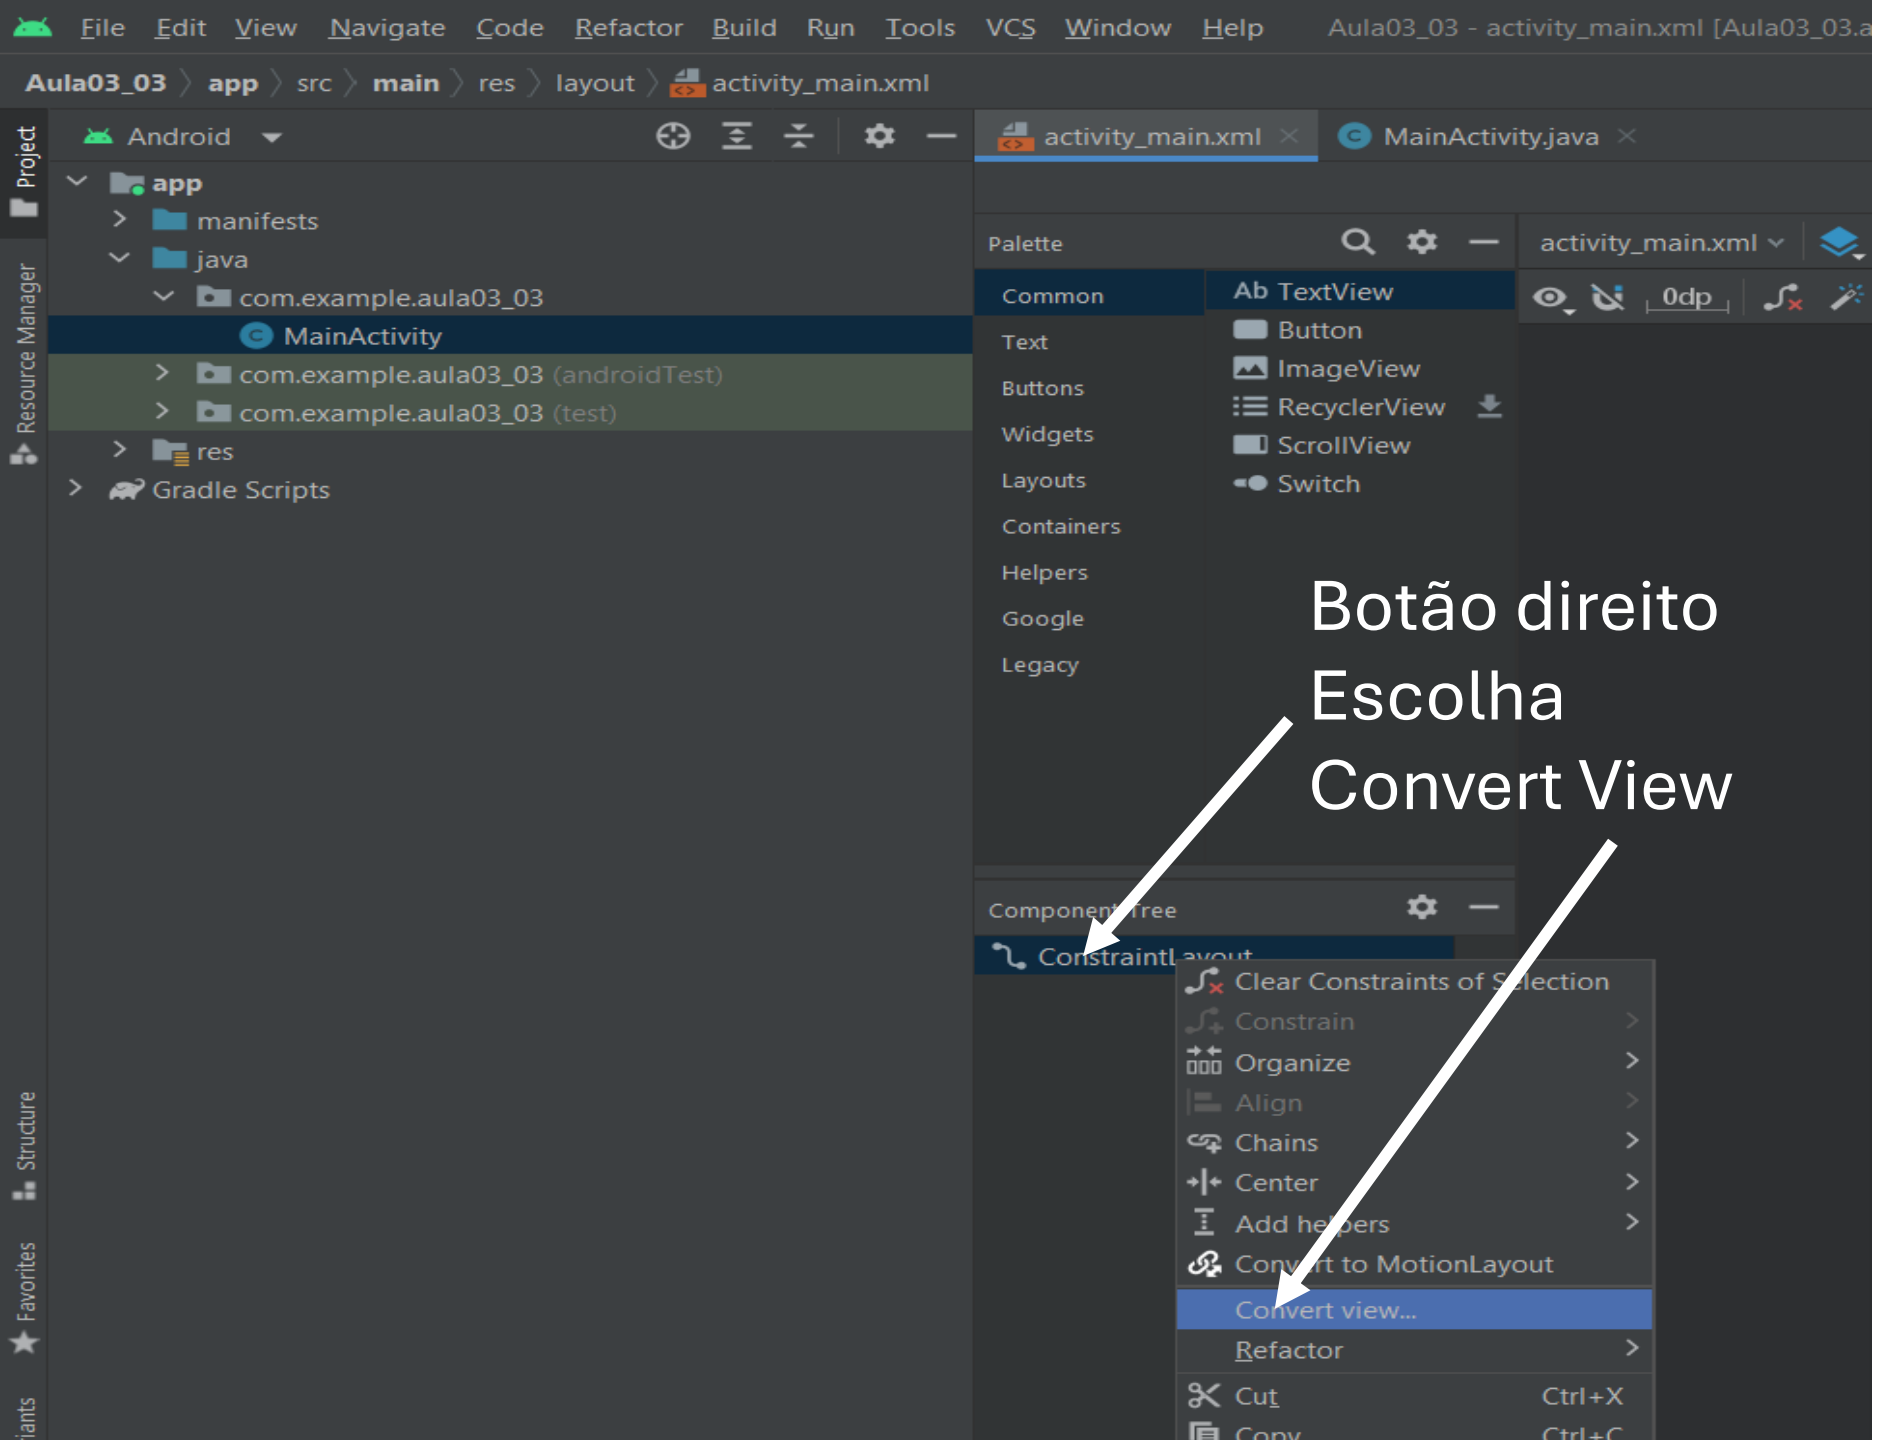 File Edit View Navigate Code Refactor Build Run Tools VCS Window Help Aula03_03 - activity_main.xml [Aula03_03.a
Aula03_03 app src main res layout activity_main.xml
Project
Resource Manager
Structure
Favorites
Android
app
manifests
java
com.example.aula03_03
MainActivity
com.example.aula03_03 (androidTest)
com.example.aula03_03 (test)
res
Gradle Scripts
activity_main.xml MainActivity.java
Palette
Common
Text
Buttons
Widgets
Layouts
Containers
Helpers
Google
Legacy
Ab TextView
Button
ImageView
RecyclerView
ScrollView
Switch
activity_main.xml
0dp
Botão direito
Escolha
Convert View
Component Tree
ConstraintLayout
Clear Constraints of Selection
Constrain
Organize
Align
Chains
Center
Add helpers
Convert to MotionLayout
Convert view...
Refactor
Cut Ctrl+X
Copy Ctrl+C